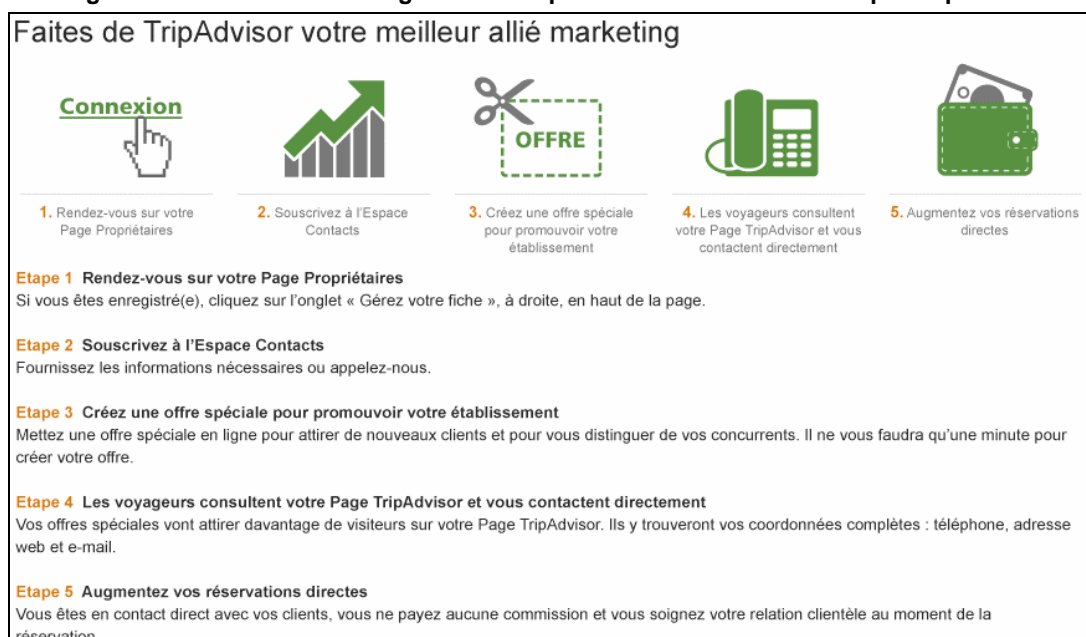 Faites de TripAdvisor votre meilleur allié marketing
Connexion
OFFRE
1. Rendez-vous sur votre
Page Propriétaires
2. Souscrivez à l'Espace
Contacts
3. Créez une offre spéciale
pour promouvoir votre
établissement
4. Les voyageurs consultent
votre Page TripAdvisor et vous
contactent directement
5. Augmentez vos réservations
directes
Etape 1 Rendez-vous sur votre Page Propriétaires
Si vous êtes enregistré(e), cliquez sur l'onglet « Gérez votre fiche », à droite, en haut de la page.
Etape 2 Souscrivez à l'Espace Contacts
Fournissez les informations nécessaires ou appelez-nous.
Etape 3 Créez une offre spéciale pour promouvoir votre établissement
Mettez une offre spéciale en ligne pour attirer de nouveaux clients et pour vous distinguer de vos concurrents. Il ne vous faudra qu'une minute pour
créer votre offre.
Etape 4 Les voyageurs consultent votre Page TripAdvisor et vous contactent directement
Vos offres spéciales vont attirer davantage de visiteurs sur votre Page TripAdvisor. Ils y trouveront vos coordonnées complètes : téléphone, adresse
web et e-mail.
Etape 5 Augmentez vos réservations directes
Vous êtes en contact direct avec vos clients, vous ne payez aucune commission et vous soignez votre relation clientèle au moment de la
réservation